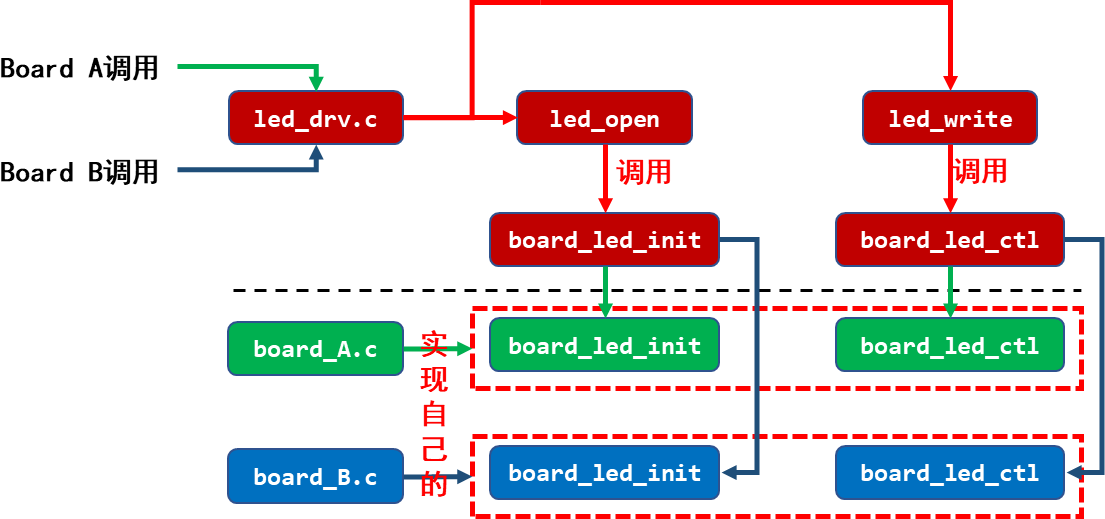 Board A调用
led_drv.c
led_open
led_write
Board B调用
调用
调用
board_led_init
board_led_ctl
board_A.c
实现自己的
board_led_init
board_led_ctl
board_B.c
board_led_init
board_led_ctl